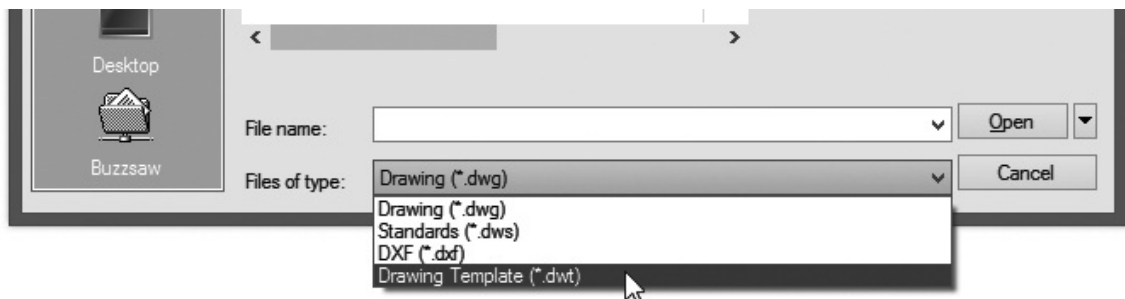 Desktop
Buzzsaw
File name:
Open
Files of type: Drawing (*.dwg)
Cancel
Drawing (*.dwg)
Standards (*.dws)
DXF (*.dxf)
Drawing Template (*.dwt)